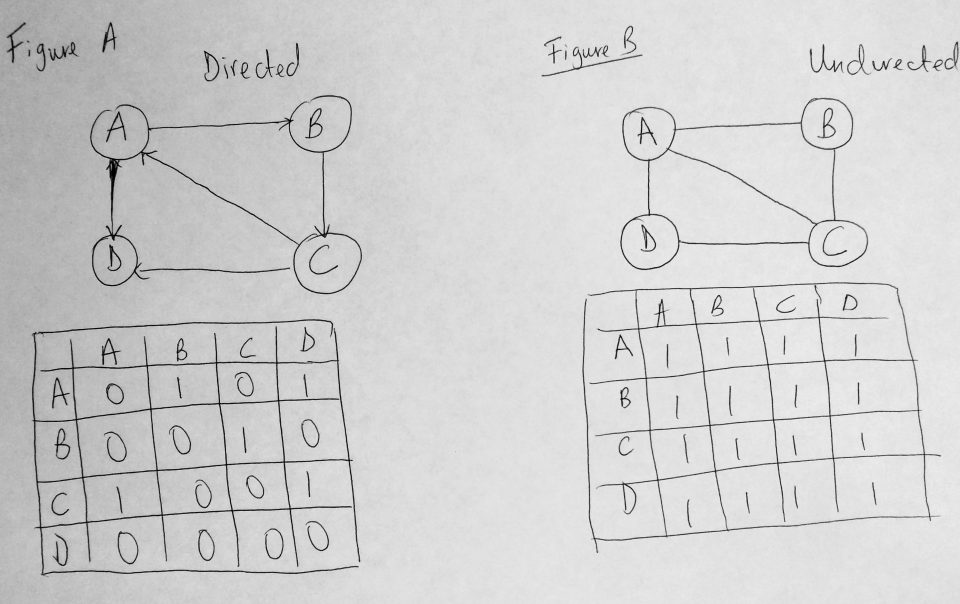 Figure A
Directed
A B
D C
A B C D
A 0 1 0 1
B 0 0 1 0
C 1 0 0 1
D 0 0 0 0
Figure B
Undirected
A B
D C
A B C D
A 1 1 1 1
B 1 1 1 1
C 1 1 1 1
D 1 1 1 1